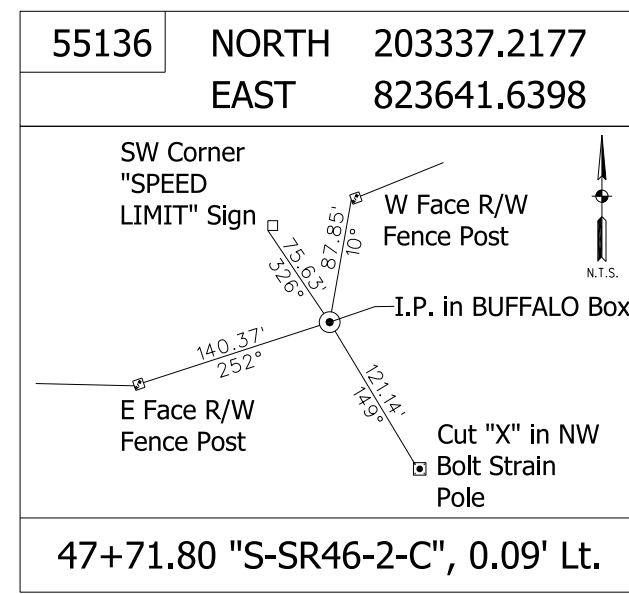 55136
NORTH 203337.2177
EAST 823641.6398
SW Corner
"SPEED
LIMIT" Sign
75.63'
326°
87.85'
10°
W Face R/W
Fence Post
N.T.S.
I.P. in BUFFALO Box
140.37'
252°
E Face R/W
Fence Post
121.14'
149°
Cut "X" in NW
Bolt Strain
Pole
47+71.80 "S-SR46-2-C", 0.09' Lt.